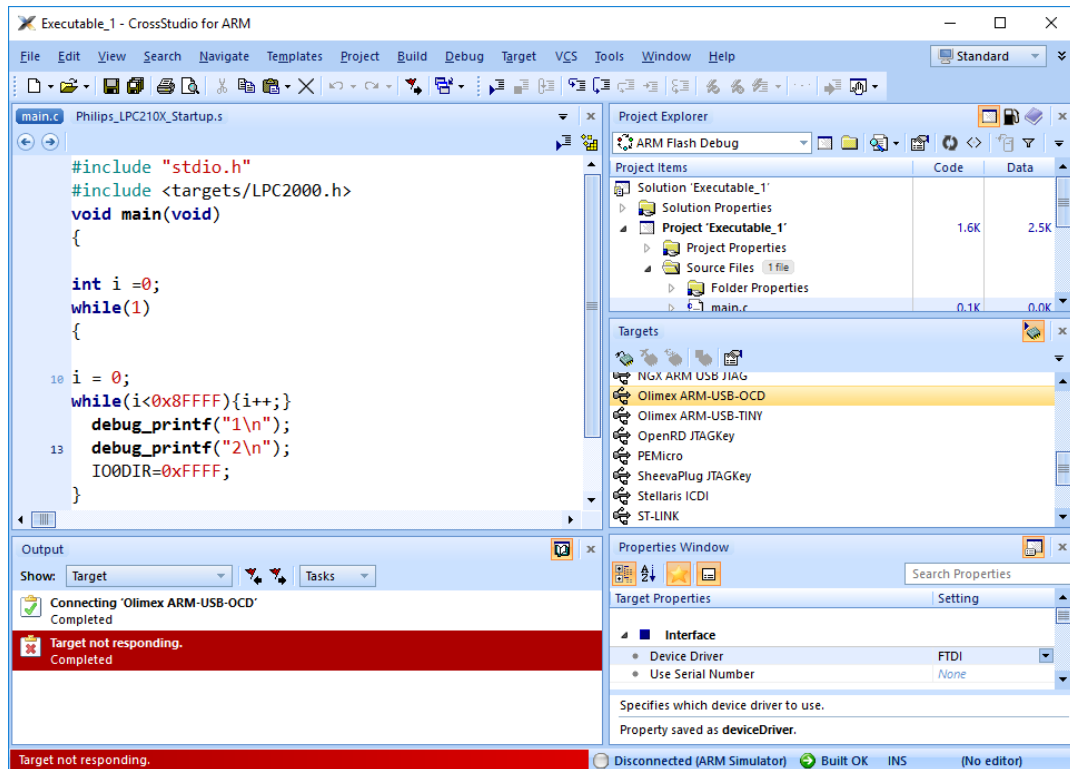 Executable_1 - CrossStudio for ARM
File Edit View Search Navigate Templates Project Build Debug Target VCS Tools Window Help Standard
main.c Philips_LPC210X_Startup.s
#include "stdio.h"
#include <targets/LPC2000.h>
void main(void)
{
int i =0;
while(1)
{
10 i = 0;
while(i<0x8FFFF){i++;}
debug_printf("1\n");
13 debug_printf("2\n");
IO0DIR=0xFFFF;
}
Project Explorer
ARM Flash Debug
Project Items Code Data
Solution 'Executable_1'
Solution Properties
Project 'Executable_1' 1.6K 2.5K
Project Properties
Source Files 1 file
Folder Properties
main.c 0.1K 0.0K
Targets
NGX ARM USB JTAG
Olimex ARM-USB-OCD
Olimex ARM-USB-TINY
OpenRD JTAGKey
PEMicro
SheevaPlug JTAGKey
Stellaris ICDI
ST-LINK
Output
Show: Target Tasks
Connecting 'Olimex ARM-USB-OCD'
Completed
Target not responding.
Completed
Properties Window
Search Properties
Target Properties Setting
Interface
Device Driver FTDI
Use Serial Number None
Specifies which device driver to use.
Property saved as deviceDriver.
Target not responding. Disconnected (ARM Simulator) Built OK INS (No editor)